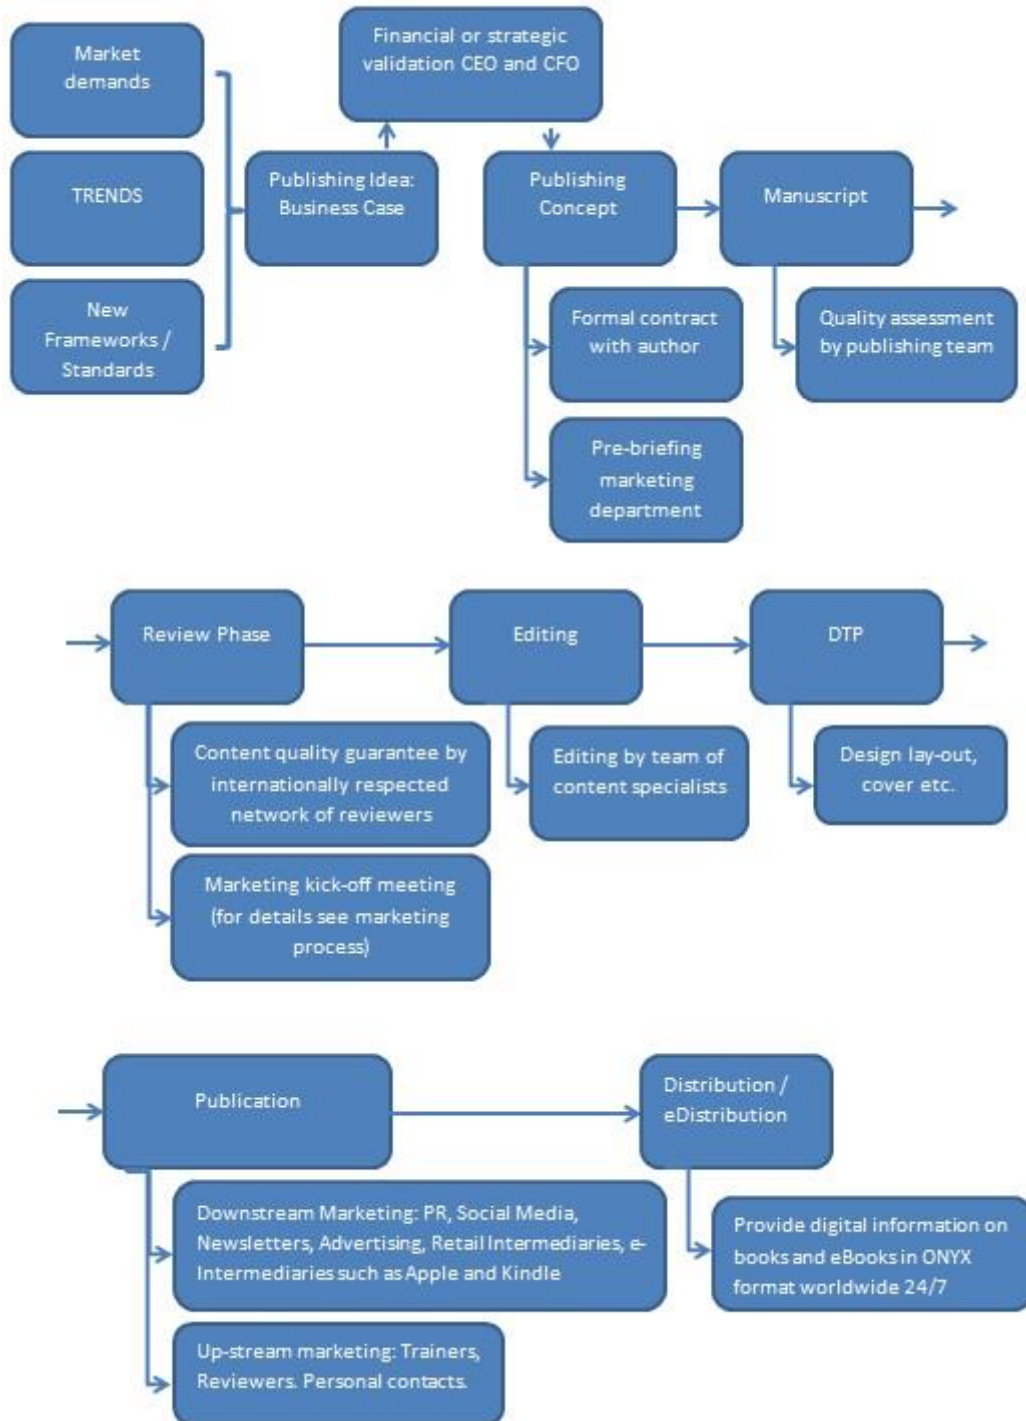 Market
demands
TRENDS
New
Frameworks /
Standards
Publishing Idea:
Business Case
Financial or strategic
validation CEO and CFO
Publishing
Concept
Formal contract
with author
Pre-briefing
marketing
department
Manuscript
Quality assessment
by publishing team
Review Phase
Content quality guarantee by
internationally respected
network of reviewers
Marketing kick-off meeting
(for details see marketing
process)
Editing
Editing by team of
content specialists
DTP
Design lay-out,
cover etc.
Publication
Downstream Marketing: PR, Social Media,
Newsletters, Advertising, Retail Intermediaries, e-
Intermediaries such as Apple and Kindle
Up-stream marketing: Trainers,
Reviewers. Personal contacts.
Distribution /
eDistribution
Provide digital information on
books and eBooks in ONYX
format worldwide 24/7